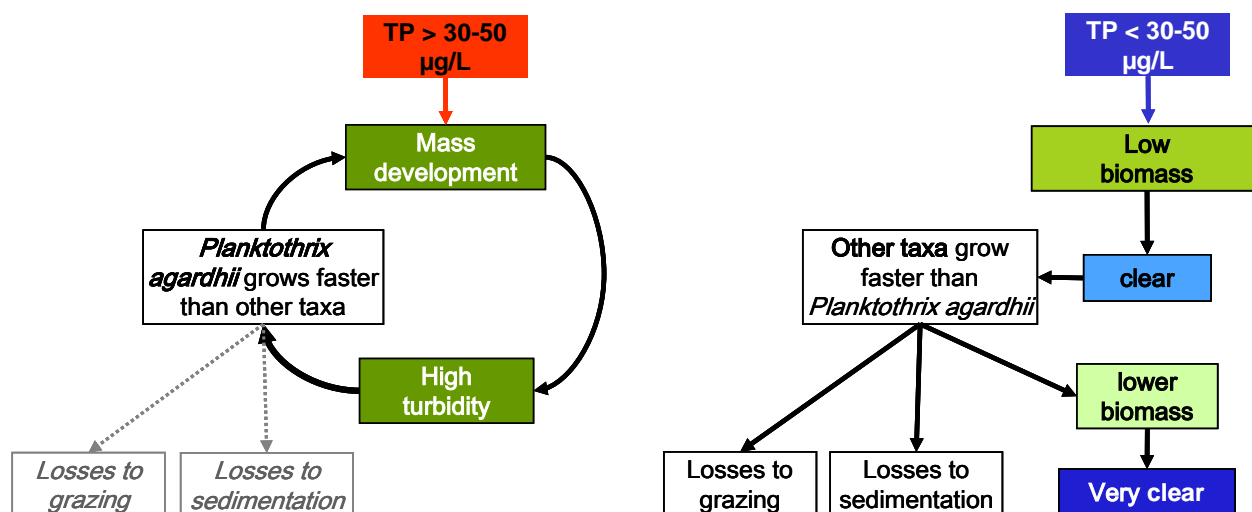 TP > 30-50
µg/L
Mass
development
Planktothrix
agardhii grows faster
than other taxa
High
turbidity
Losses to
grazing
Losses to
sedimentation
TP < 30-50
µg/L
Low
biomass
clear
Other taxa grow
faster than
Planktothrix agardhii
lower
biomass
Losses to
grazing
Losses to
sedimentation
Very clear